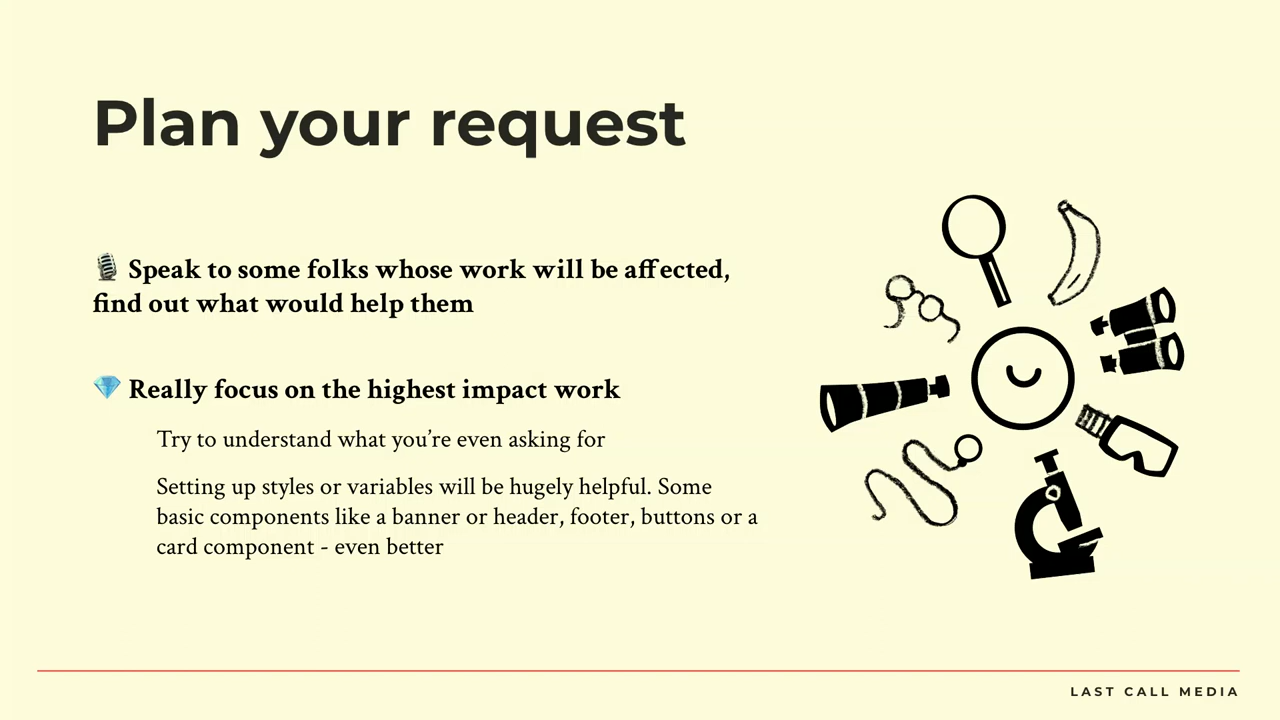 Plan your request
🎙️ Speak to some folks whose work will be affected,
find out what would help them
💎 Really focus on the highest impact work
Try to understand what you’re even asking for
Setting up styles or variables will be hugely helpful. Some
basic components like a banner or header, footer, buttons or a
card component - even better
LAST CALL MEDIA